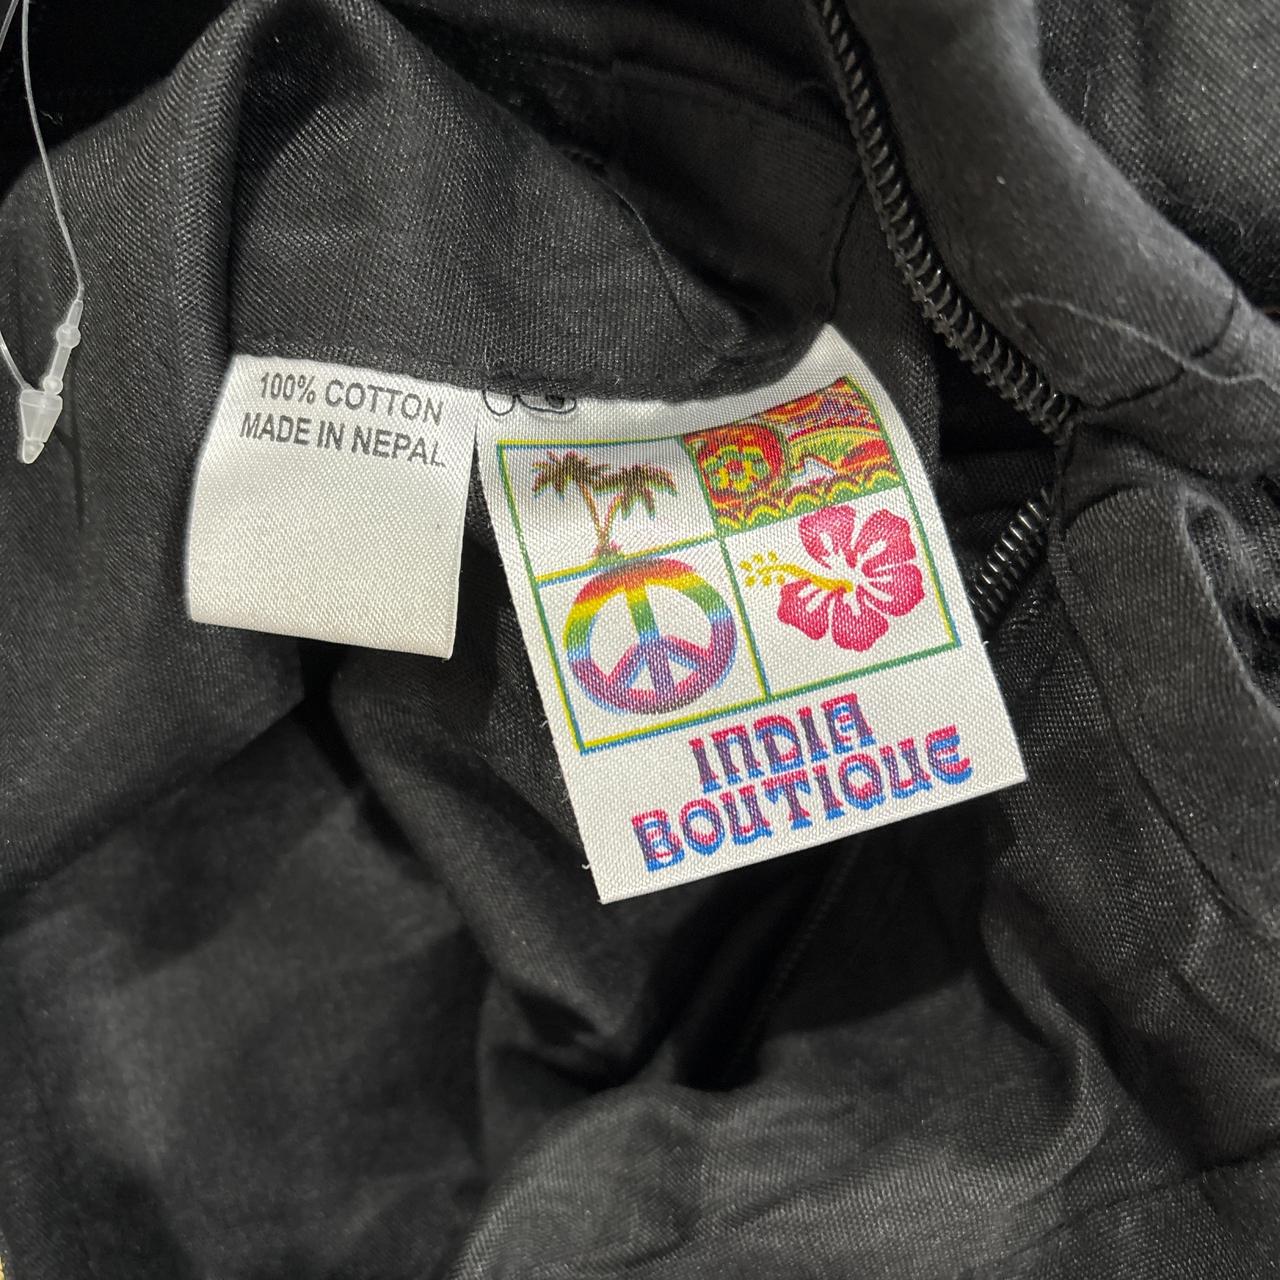 100% COTTON
MADE IN NEPAL
INDIA
BOUTIQUE